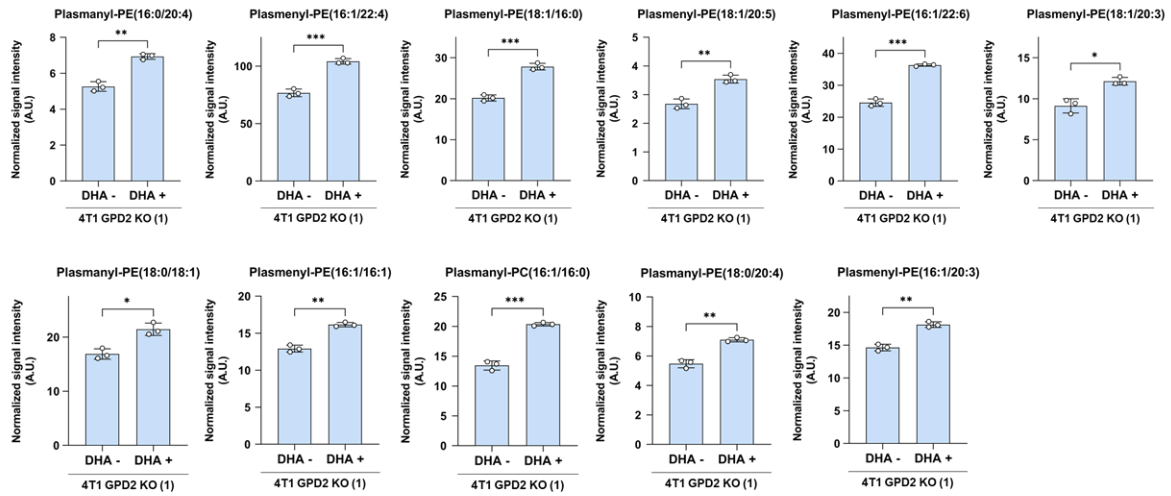 Plasmanyl-PE(16:0/20:4)
Normalized signal intensity
(A.U.)
8
6
4
2
0
**
DHA - DHA +
4T1 GPD2 KO (1)
Plasmenyl-PE(16:1/22:4)
Normalized signal intensity
(A.U.)
100
50
0
***
DHA - DHA +
4T1 GPD2 KO (1)
Plasmenyl-PE(18:1/16:0)
Normalized signal intensity
(A.U.)
30
20
10
0
***
DHA - DHA +
4T1 GPD2 KO (1)
Plasmenyl-PE(18:1/20:5)
Normalized signal intensity
(A.U.)
5
4
3
2
1
0
**
DHA - DHA +
4T1 GPD2 KO (1)
Plasmenyl-PE(16:1/22:6)
Normalized signal intensity
(A.U.)
40
30
20
10
0
***
DHA - DHA +
4T1 GPD2 KO (1)
Plasmenyl-PE(18:1/20:3)
Normalized signal intensity
(A.U.)
15
10
5
0
*
DHA - DHA +
4T1 GPD2 KO (1)
Plasmanyl-PE(18:0/18:1)
Normalized signal intensity
(A.U.)
20
10
0
*
DHA - DHA +
4T1 GPD2 KO (1)
Plasmenyl-PE(16:1/16:1)
Normalized signal intensity
(A.U.)
20
15
10
5
0
**
DHA - DHA +
4T1 GPD2 KO (1)
Plasmanyl-PC(16:1/16:0)
Normalized signal intensity
(A.U.)
25
20
15
10
5
0
***
DHA - DHA +
4T1 GPD2 KO (1)
Plasmanyl-PE(18:0/20:4)
Normalized signal intensity
(A.U.)
10
8
6
4
2
0
**
DHA - DHA +
4T1 GPD2 KO (1)
Plasmenyl-PE(16:1/20:3)
Normalized signal intensity
(A.U.)
20
15
10
5
0
**
DHA - DHA +
4T1 GPD2 KO (1)